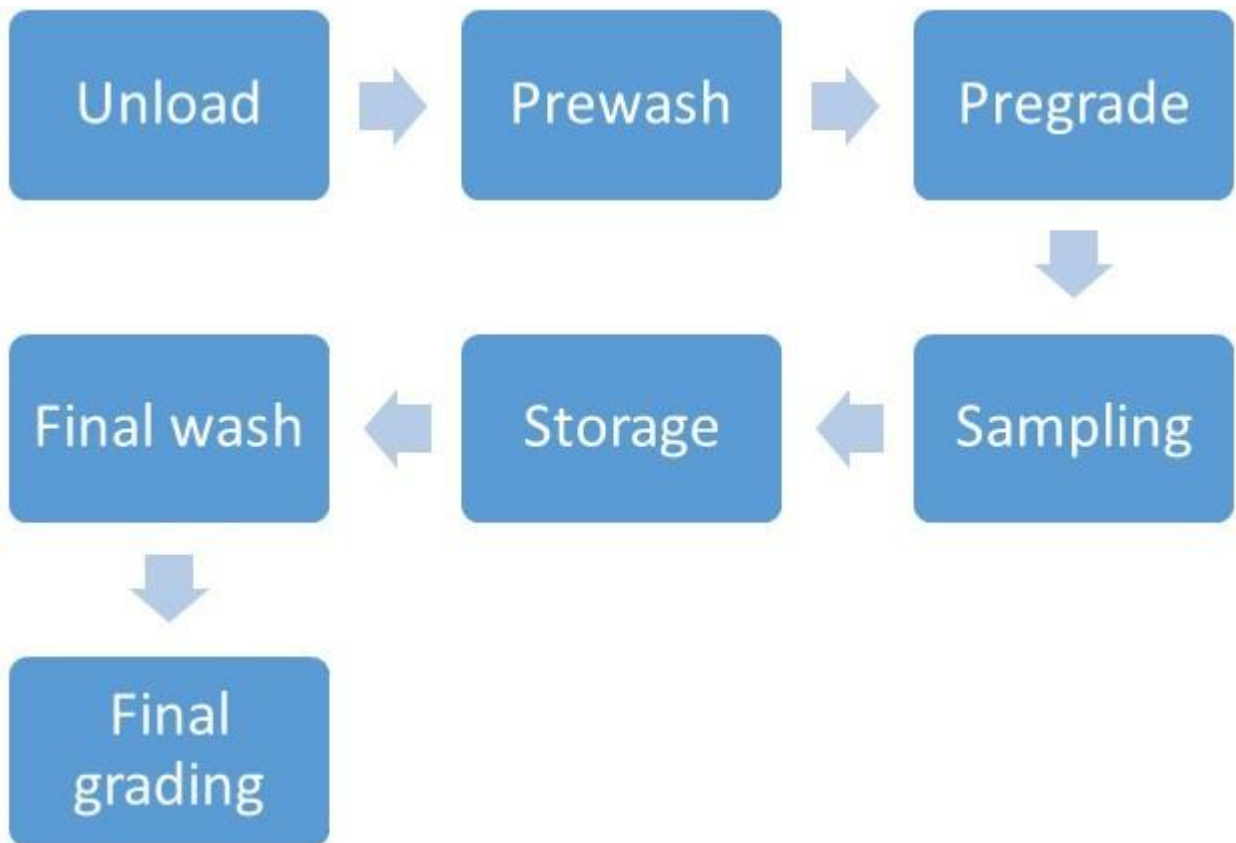 Unload
Prewash
Pregrade
Sampling
Storage
Final wash
Final
grading